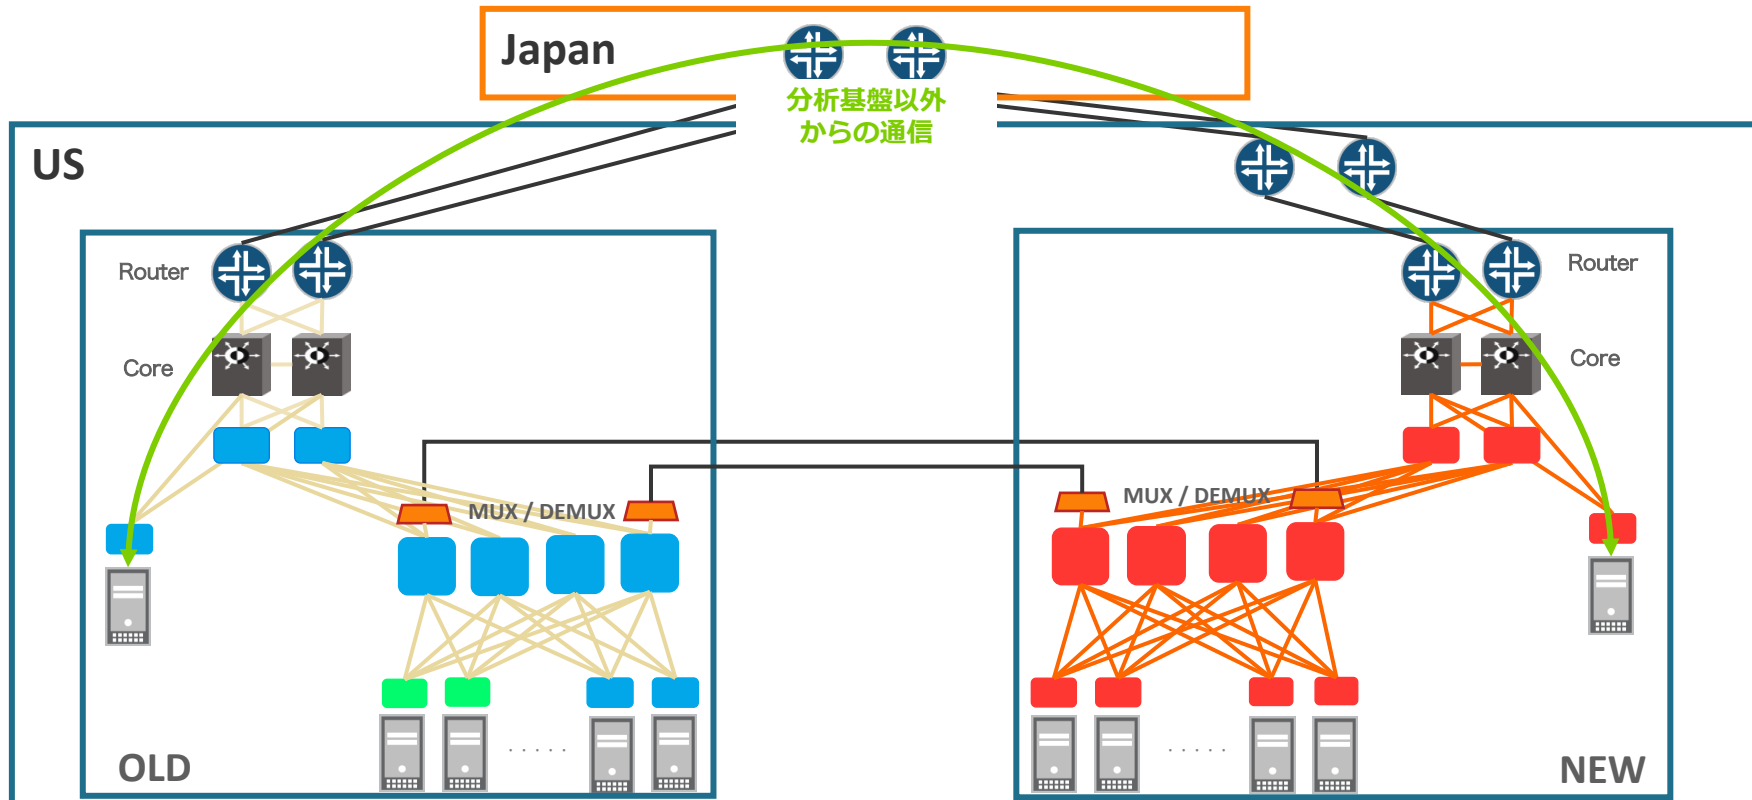 Japan
分析基盤以外
からの通信
US
Router
Router
Core
Core
MUX / DEMUX
MUX / DEMUX
.....
.....
OLD
NEW